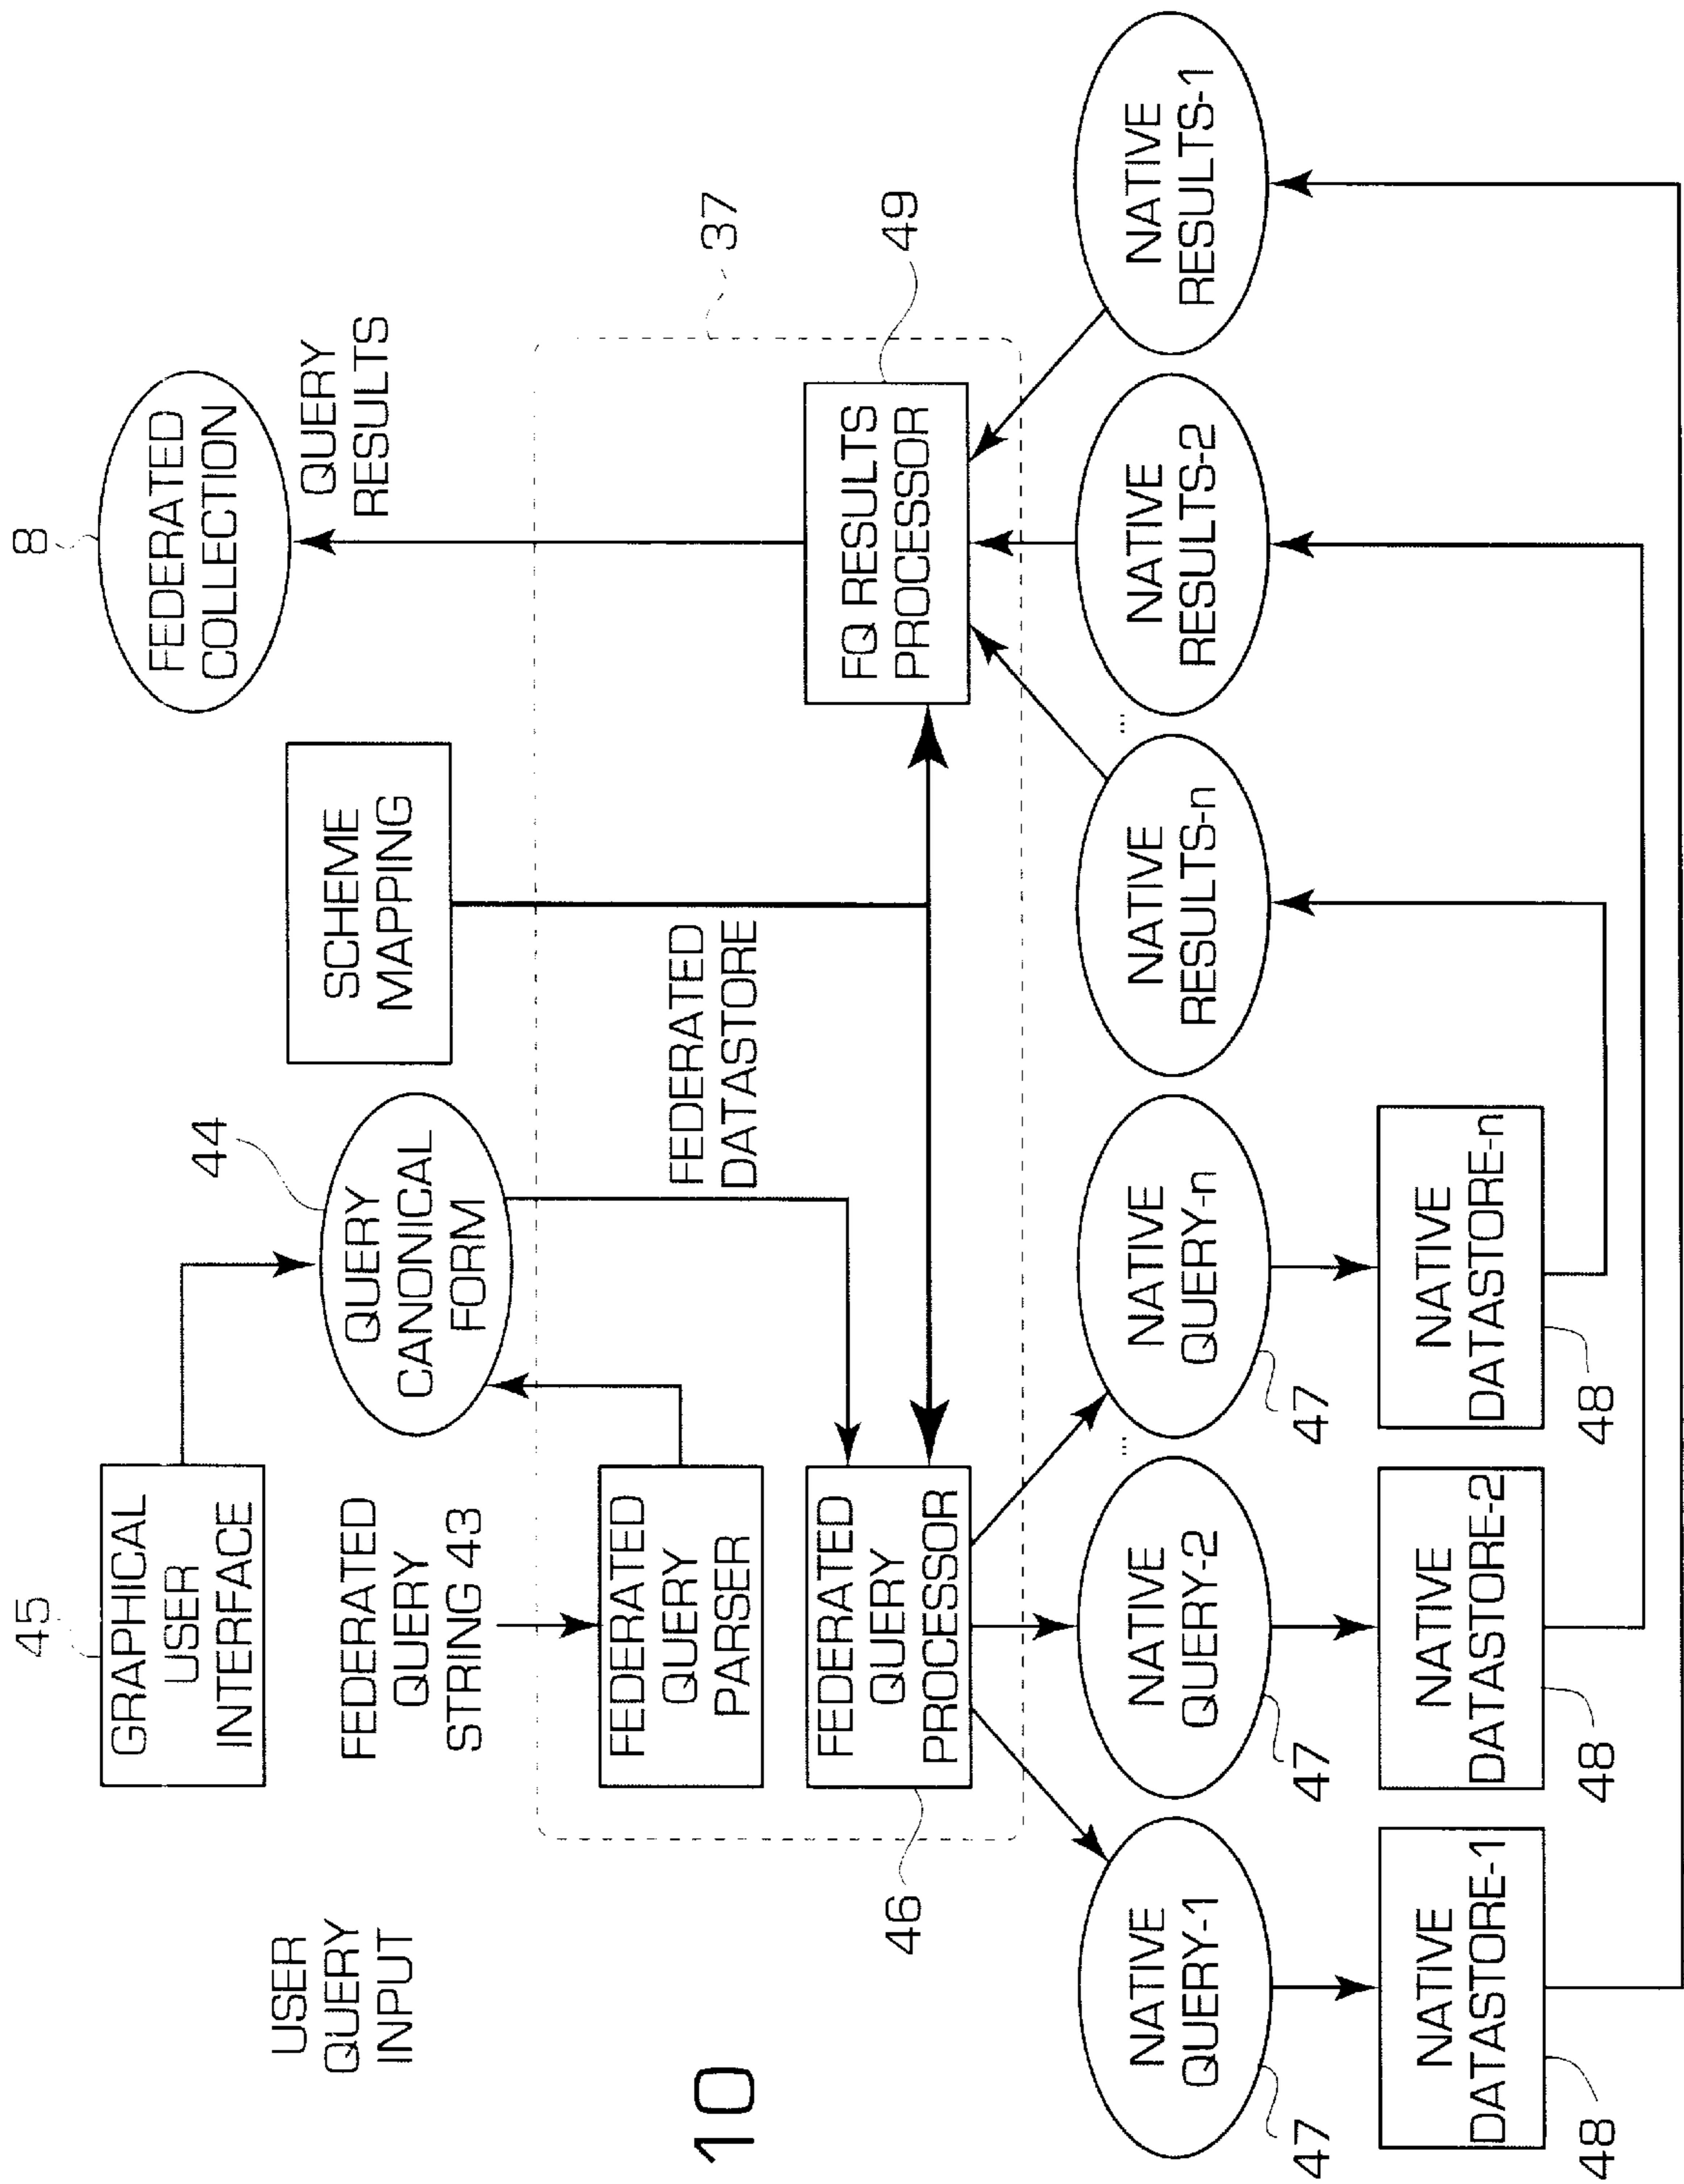 45
GRAPHICAL
USER
INTERFACE
8
FEDERATED
COLLECTION
QUERY
RESULTS
USER
QUERY
INPUT
FEDERATED
QUERY
STRING 43
44
QUERY
CANONICAL
FORM
SCHEME
MAPPING
37
FEDERATED
QUERY
PARSER
FEDERATED
DATASTORE
10
46
FEDERATED
QUERY
PROCESSOR
FQ RESULTS
PROCESSOR
49
NATIVE
QUERY-1
47
NATIVE
QUERY-2
47
...
NATIVE
QUERY-n
47
NATIVE
RESULTS-n
...
NATIVE
RESULTS-2
NATIVE
RESULTS-1
NATIVE
DATASTORE-1
48
NATIVE
DATASTORE-2
48
NATIVE
DATASTORE-n
48